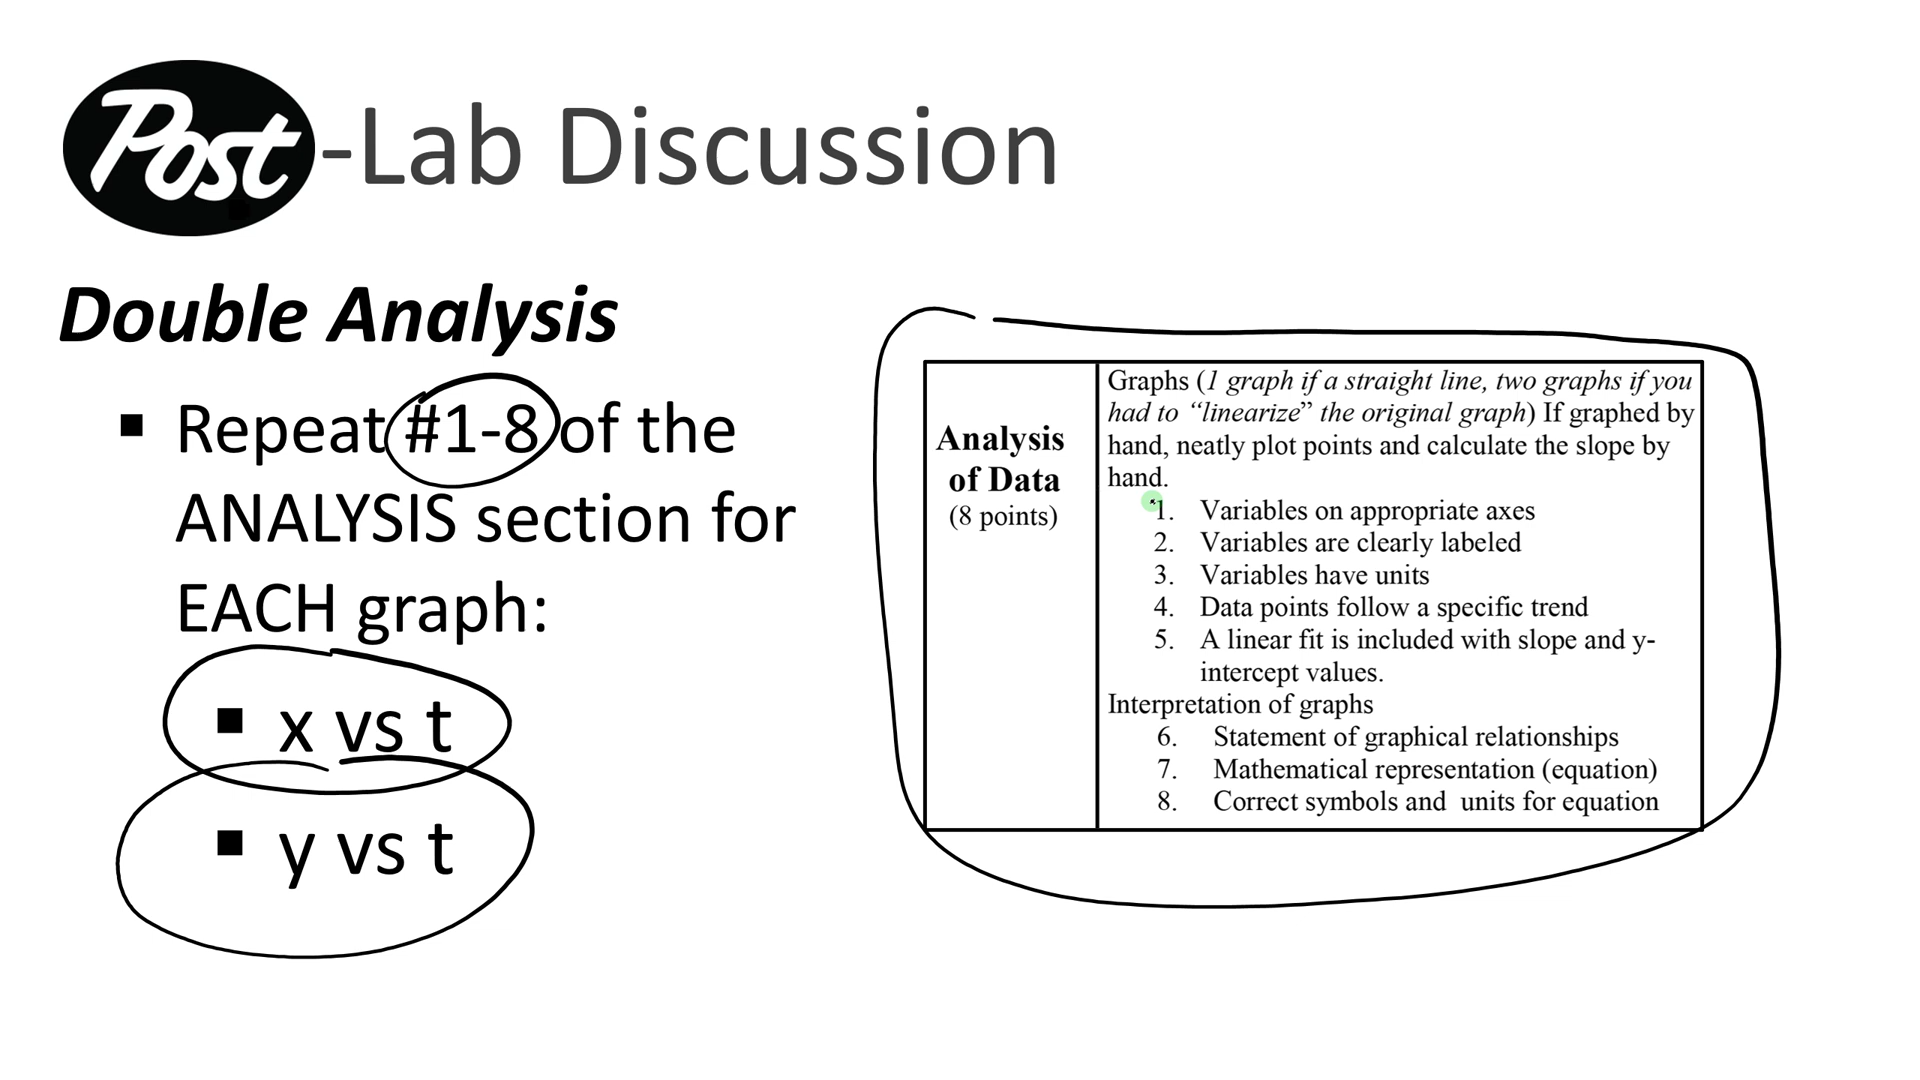 Post-Lab Discussion
Double Analysis
▪ Repeat #1-8 of the
ANALYSIS section for
EACH graph:
▪ x vs t
▪ y vs t
Analysis
of Data
(8 points)
Graphs (1 graph if a straight line, two graphs if you
had to “linearize” the original graph) If graphed by
hand, neatly plot points and calculate the slope by
hand.
1. Variables on appropriate axes
2. Variables are clearly labeled
3. Variables have units
4. Data points follow a specific trend
5. A linear fit is included with slope and y-
intercept values.
Interpretation of graphs
6. Statement of graphical relationships
7. Mathematical representation (equation)
8. Correct symbols and units for equation